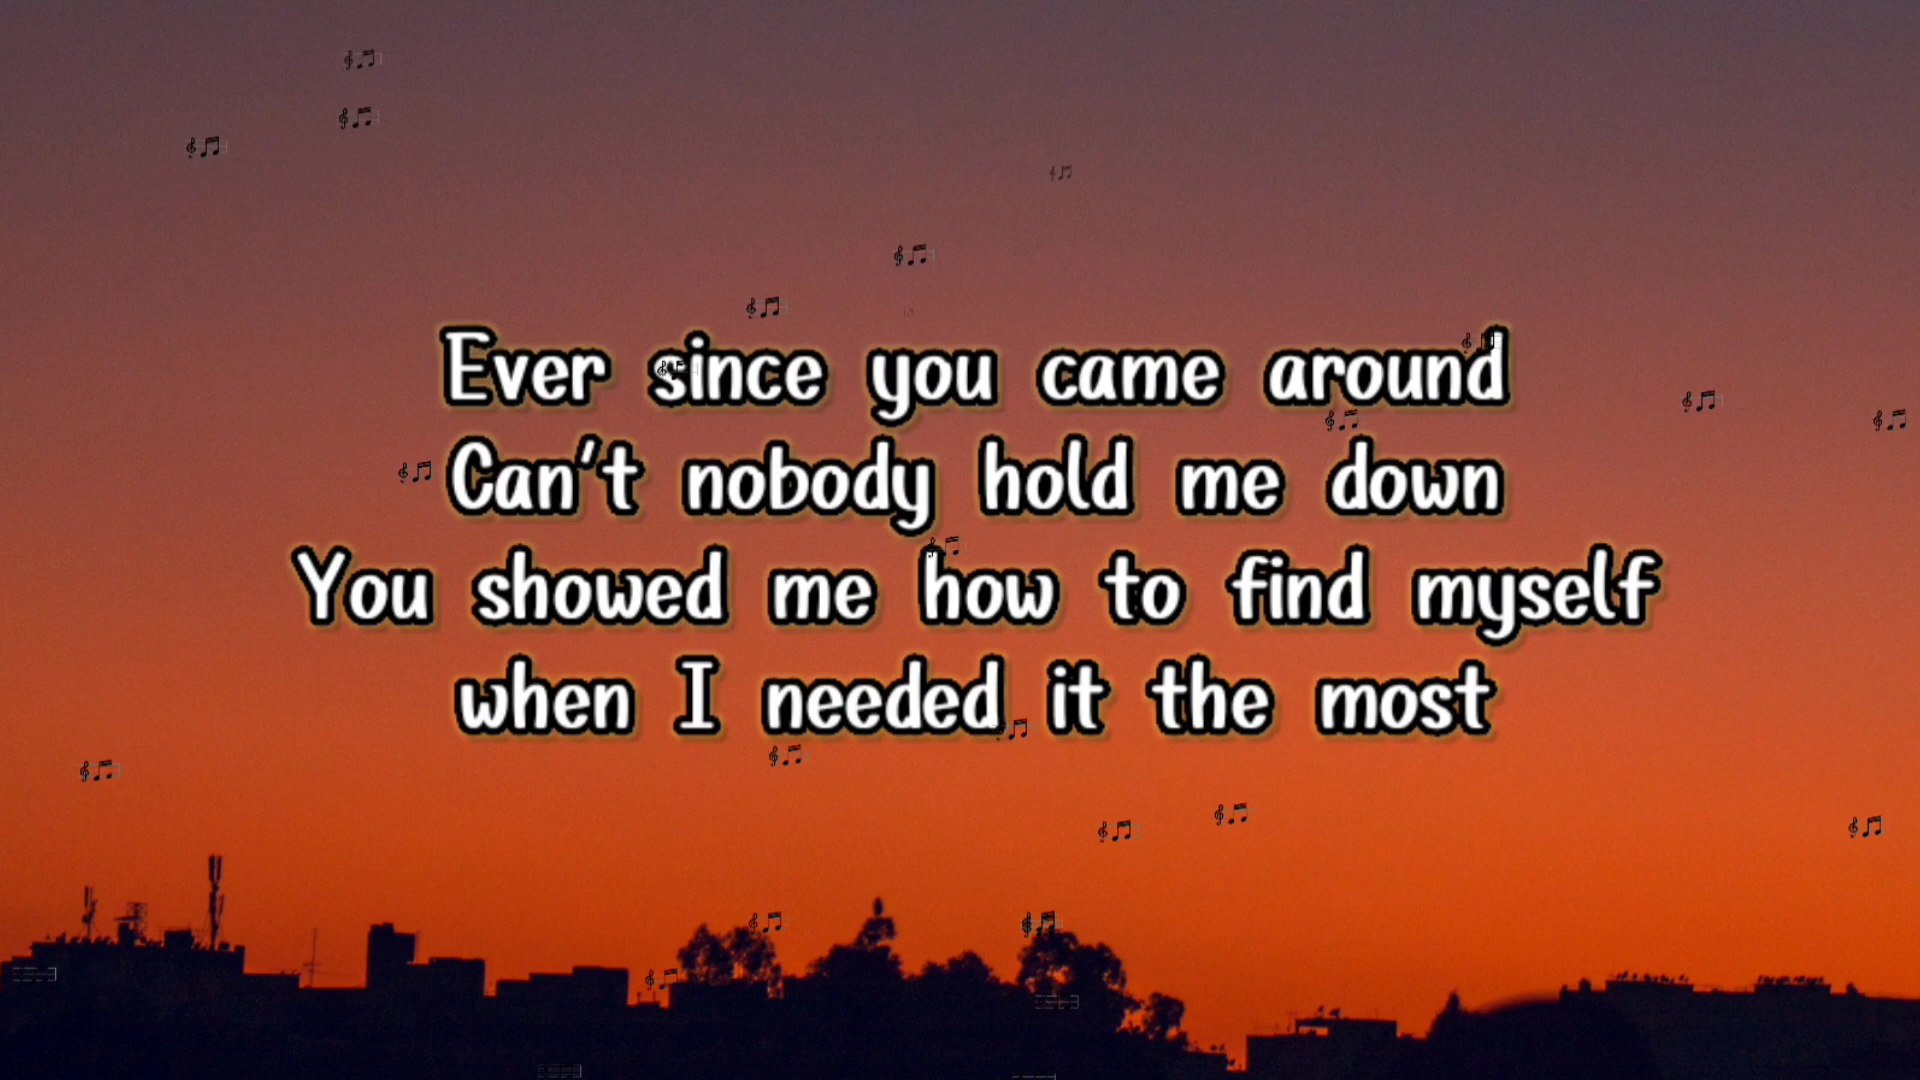 Ever since you came around
Can't nobody hold me down
You showed me how to find myself
when I needed it the most